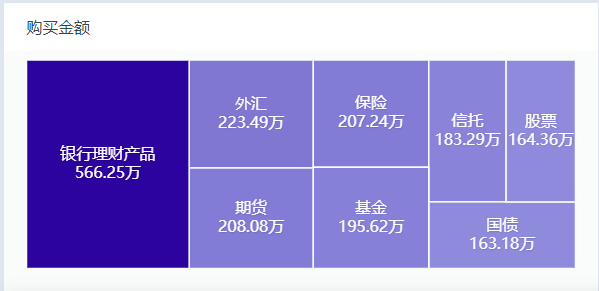 购买金额
银行理财产品
566.25万
外汇
223.49万
期货
208.08万
保险
207.24万
基金
195.62万
信托
183.29万
股票
164.36万
国债
163.18万